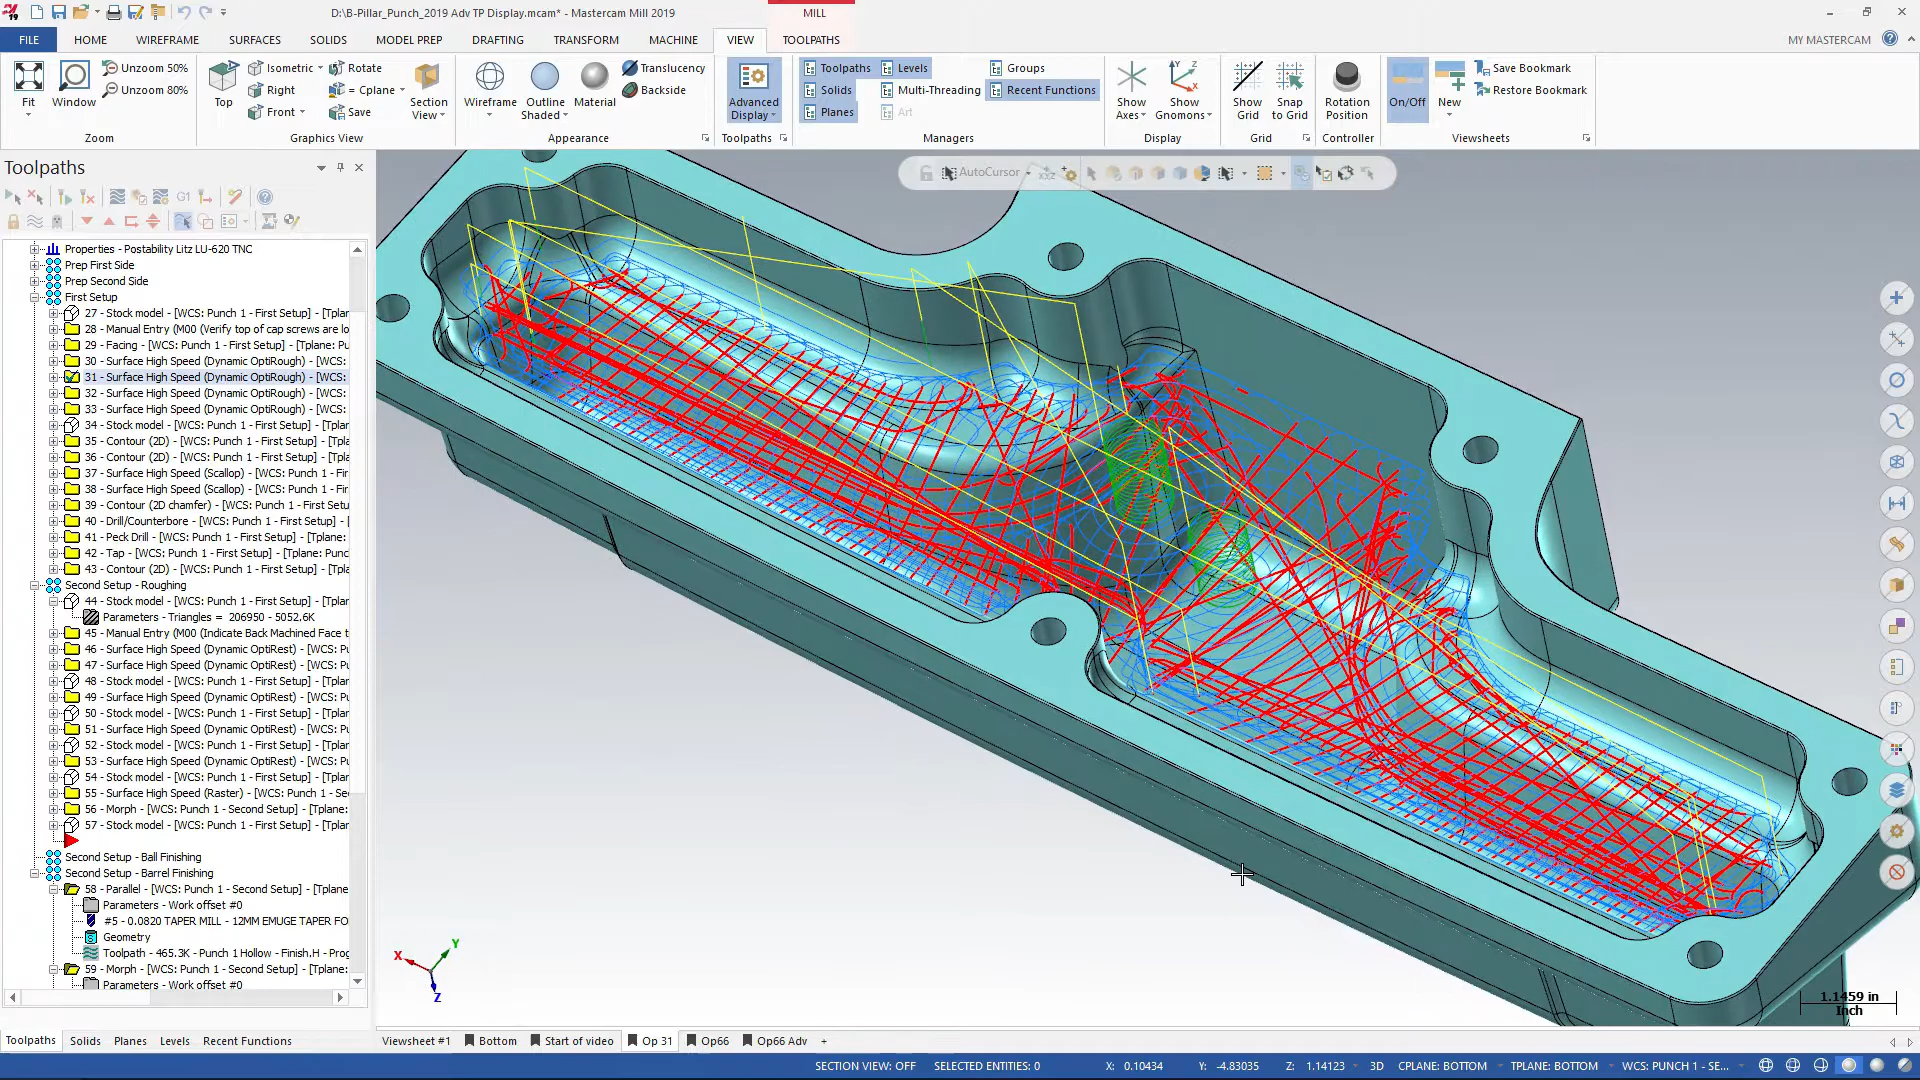 19
D:\B-Pillar_Punch_2019 Adv TP Display.mcam* - Mastercam Mill 2019
MILL
FILE HOME WIREFRAME SURFACES SOLIDS MODEL PREP DRAFTING TRANSFORM MACHINE VIEW TOOLPATHS MY MASTERCAM
Fit
Window
Unzoom 50%
Unzoom 80%
Zoom
Top
Isometric
Right
Front
Rotate
= Cplane
Save
Section View
Graphics View
Wireframe
Outline Shaded
Material
Translucency
Backside
Appearance
Advanced Display
Toolpaths
Toolpaths
Solids
Planes
Levels
Multi-Threading
Art
Groups
Recent Functions
Managers
Show Axes
Show Gnomons
Display
Show Grid
Snap to Grid
Grid
Rotation Position
Controller
On/Off
New
Save Bookmark
Restore Bookmark
Viewsheets
Toolpaths
AutoCursor
G1
Properties - Postability Litz LU-620 TNC
Prep First Side
Prep Second Side
First Setup
27 - Stock model - [WCS: Punch 1 - First Setup] - [Tplan
28 - Manual Entry (M00 (Verify top of cap screws are lo
29 - Facing - [WCS: Punch 1 - First Setup] - [Tplane: Pu
30 - Surface High Speed (Dynamic OptiRough) - [WCS:
31 - Surface High Speed (Dynamic OptiRough) - [WCS:
32 - Surface High Speed (Dynamic OptiRough) - [WCS:
33 - Surface High Speed (Dynamic OptiRough) - [WCS:
34 - Stock model - [WCS: Punch 1 - First Setup] - [Tplar
35 - Contour (2D) - [WCS: Punch 1 - First Setup] - [Tpla
36 - Contour (2D) - [WCS: Punch 1 - First Setup] - [Tpla
37 - Surface High Speed (Scallop) - [WCS: Punch 1 - Fir
38 - Surface High Speed (Scallop) - [WCS: Punch 1 - Fir
39 - Contour (2D chamfer) - [WCS: Punch 1 - First Setu
40 - Drill/Counterbore - [WCS: Punch 1 - First Setup] -
41 - Peck Drill - [WCS: Punch 1 - First Setup] - [Tplane:
42 - Tap - [WCS: Punch 1 - First Setup] - [Tplane: Punc
43 - Contour (2D) - [WCS: Punch 1 - First Setup] - [Tpla
Second Setup - Roughing
44 - Stock model - [WCS: Punch 1 - First Setup] - [Tplar
Parameters - Triangles = 206950 - 5052.6K
45 - Manual Entry (M00 (Indicate Back Machined Face t
46 - Surface High Speed (Dynamic OptiRest) - [WCS: Pu
47 - Surface High Speed (Dynamic OptiRest) - [WCS: Pu
48 - Stock model - [WCS: Punch 1 - First Setup] - [Tplar
49 - Surface High Speed (Dynamic OptiRest) - [WCS: Pu
50 - Stock model - [WCS: Punch 1 - First Setup] - [Tplar
51 - Surface High Speed (Dynamic OptiRest) - [WCS: Pu
52 - Stock model - [WCS: Punch 1 - First Setup] - [Tplar
53 - Surface High Speed (Dynamic OptiRest) - [WCS: Pu
54 - Stock model - [WCS: Punch 1 - First Setup] - [Tplar
55 - Surface High Speed (Raster) - [WCS: Punch 1 - Sec
56 - Morph - [WCS: Punch 1 - Second Setup] - [Tplane:
57 - Stock model - [WCS: Punch 1 - First Setup] - [Tplar
Second Setup - Ball Finishing
Second Setup - Barrel Finishing
58 - Parallel - [WCS: Punch 1 - Second Setup] - [Tplane
Parameters - Work offset #0
#5 - 0.0820 TAPER MILL - 12MM EMUGE TAPER FO
Geometry
Toolpath - 465.3K - Punch 1 Hollow - Finish.H - Prog
59 - Morph - [WCS: Punch 1 - Second Setup] - [Tplane:
Parameters - Work offset #0
X
Y
Z
1.1459 in
Inch
Toolpaths Solids Planes Levels Recent Functions
Viewsheet #1 Bottom Start of video Op 31 Op66 Op66 Adv +
SECTION VIEW: OFF SELECTED ENTITIES: 0 X: 0.10434 Y: -4.83035 Z: 1.14123 3D CPLANE: BOTTOM TPLANE: BOTTOM WCS: PUNCH 1 - SE...